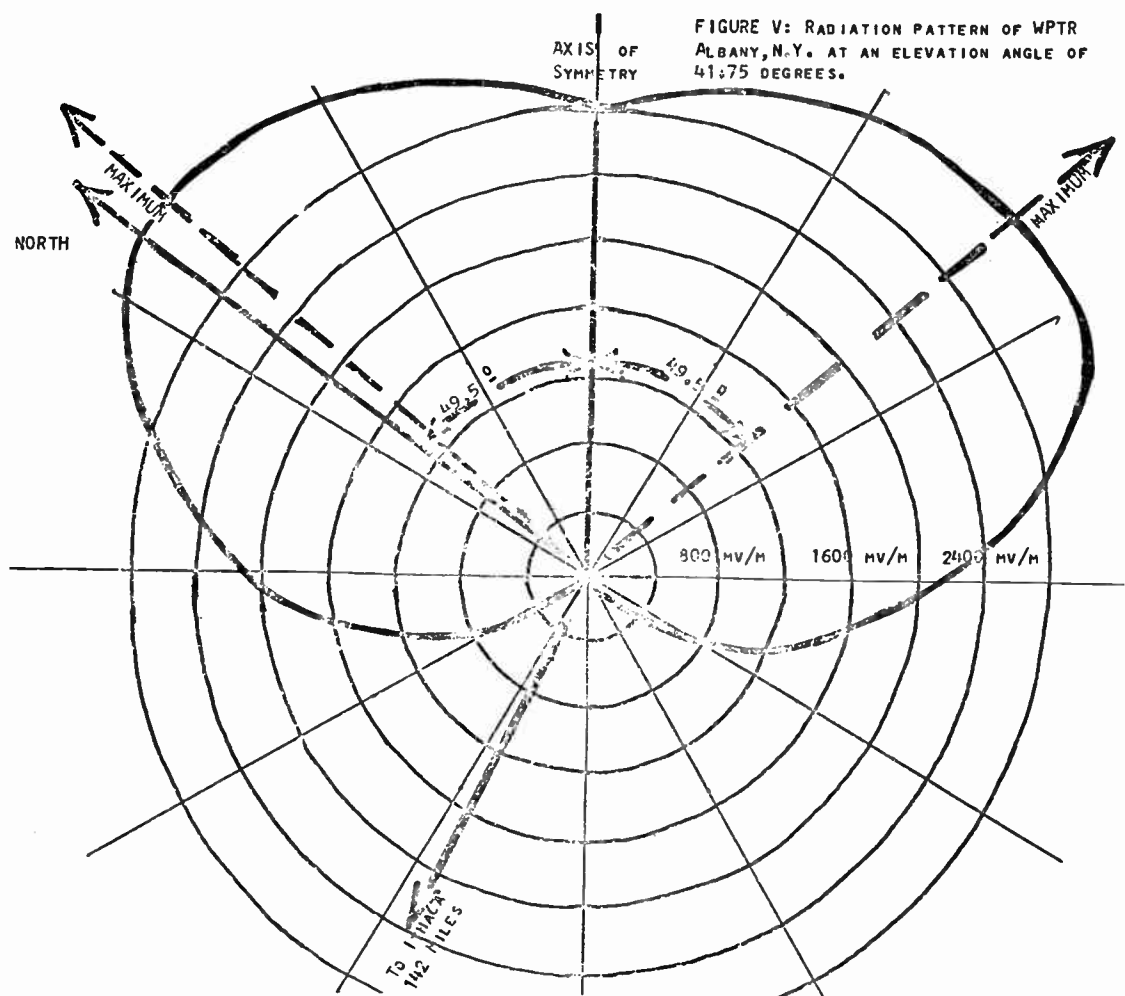 FIGURE V: RADIATION PATTERN OF WPTR
ALBANY, N.Y. AT AN ELEVATION ANGLE OF
41.75 DEGREES.
AXIS OF
SYMMETRY
MAXIMUM
MAXIMUM
NORTH
49.5°
49.5°
800 MV/M
1600 MV/M
2400 MV/M
TO ITHACA
142 MILES